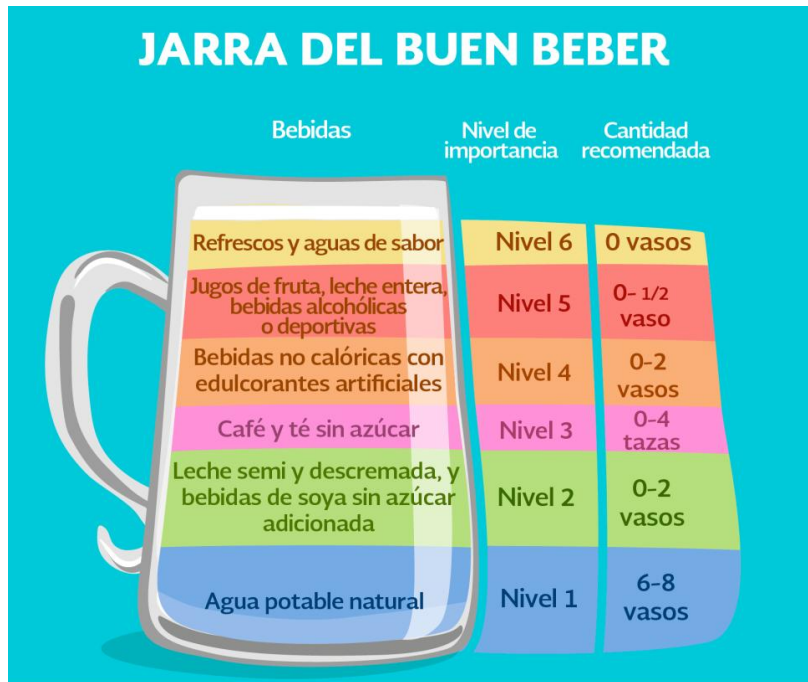 JARRA DEL BUEN BEBER
Bebidas
Nivel de
importancia
Cantidad
recomendada
Refrescos y aguas de sabor
Nivel 6
0 vasos
Jugos de fruta, leche entera,
bebidas alcohólicas
o deportivas
Nivel 5
0- 1/2
vaso
Bebidas no calóricas con
edulcorantes artificiales
Nivel 4
0-2
vasos
Café y té sin azúcar
Nivel 3
0-4
tazas
Leche semi y descremada, y
bebidas de soya sin azúcar
adicionada
Nivel 2
0-2
vasos
Agua potable natural
Nivel 1
6-8
vasos